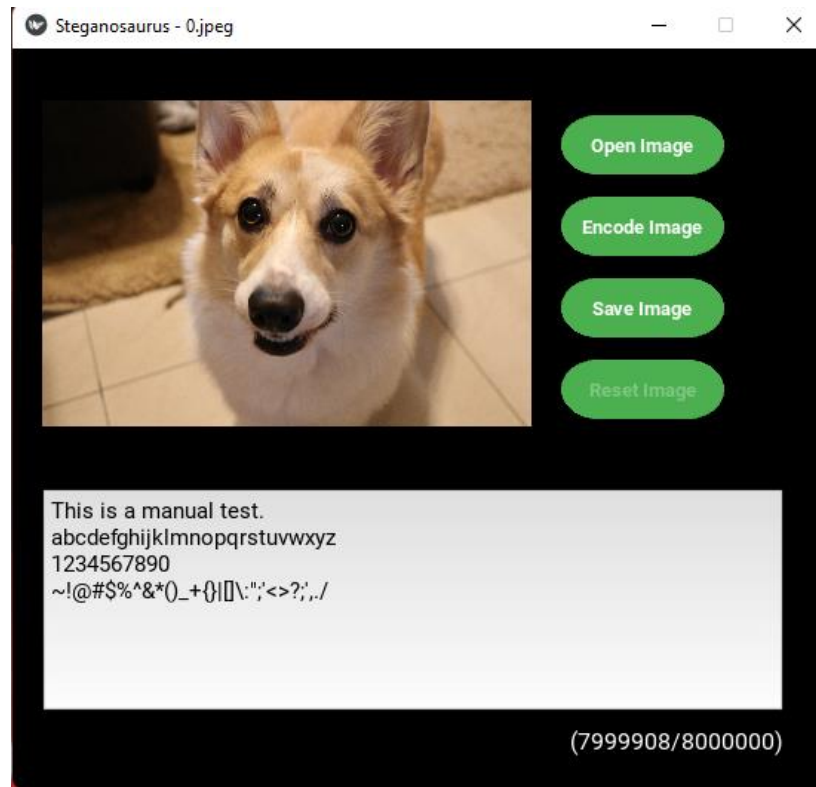 Steganosaurus - 0.jpeg
Open Image
Encode Image
Save Image
Reset Image
This is a manual test.
abcdefghijklmnopqrstuvwxyz
1234567890
~!@#$%^&*()_+{}|[]\:";'<>?;',./
(7999908/8000000)